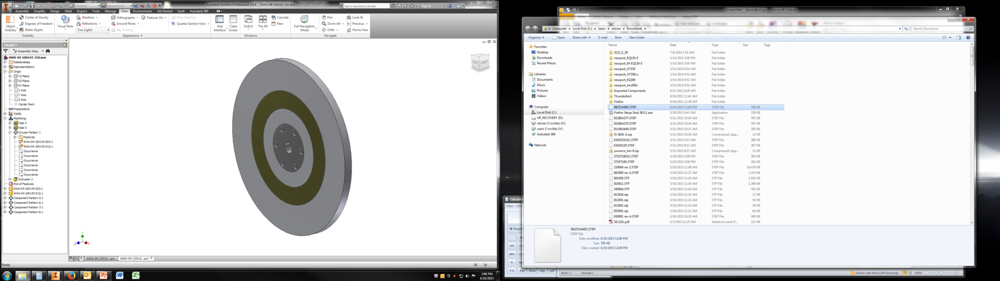 Autodesk Inventor Professional 2014 AWA-04-100143-310.iam
Type a keyword or phrase
Sign In
Material
Appearance
PRO
Assemble Simplify Design Weld Inspect Tools Manage View Environments Get Started Vault Autodesk 360
Center of Gravity
Degrees of Freedom
iMate Glyphs
Object Visibility
Visibility
Visual Style
Shadows
Reflections
Two Lights
Orthographic
Ground Plane
Ray Tracing
Textures On
Slice Graphics
Quarter Section View
Appearance
User Interface
Clean Screen
Switch
Tile All
Cascade
New
Windows
Full Navigation Wheel
Pan
Zoom All
Orbit
Look At
Previous
Home View
Navigate
Model
Assembly View
AWA-04-100143-310.iam
Relationships
Representations
Origin
YZ Plane
XZ Plane
XY Plane
X Axis
Y Axis
Z Axis
Center Point
Preparations
Welds
Machining
Hole 4
Hole 5
Circular Pattern 1
Features
AWA-04-100143-002:1
AWA-04-100143-012:1
Occurrence
Occurrence
Occurrence
Occurrence
Occurrence
Occurrence
Extrusion 2
End of Features
AWA-04-100143-002:1
AWA-04-100143-012:1
Component Pattern 5:1
Component Pattern 6:1
Component Pattern 7:1
Component Pattern 8:1
RIGHT
Y
Z X
AWA-04-10014...iam AWA-04-10014...iam
Ready
26 14
3:06 PM
6/10/2015
Unread Mail - sdoran@anl.gov - Microsoft Outlook
Computer Local Disk (C:) Users sdoran Downloads
Search Downloads
Organize Open Share with E-mail Burn New folder
Favorites
Desktop
Downloads
Recent Places
Libraries
Documents
Music
Pictures
Videos
Computer
Local Disk (C:)
HP_RECOVERY (D:)
sdoran (\\scribe) (U:)
users (\\scribe) (V:)
Autodesk 360
Network
Name Date Type Size Tags
3121_0_3D 7/8/2014 7:55 AM File folder
newport_EQ120-E 3/14/2014 3:06 PM File folder
newport_M-EQ120-E 3/14/2014 3:05 PM File folder
newport_GTS70 3/14/2014 9:52 AM File folder
newport_UTS50cc 3/14/2014 9:52 AM File folder
newport_EQ180 3/14/2014 9:52 AM File folder
newport_ims300v 3/14/2014 9:52 AM File folder
Imported Components 9/11/2012 9:20 AM File folder
Thunderbird 8/16/2011 11:41 AM File folder
Firefox 8/16/2011 11:39 AM File folder
98253A485.STEP 6/10/2015 12:09 PM STEP File 796 KB
Firefox Setup Stub 38.0.1.exe 5/28/2015 8:43 AM Application 238 KB
92186A377.STEP 5/21/2015 10:40 AM STEP File 787 KB
92186A375.STEP 5/21/2015 10:39 AM STEP File 787 KB
91108A440.STEP 5/21/2015 10:37 AM STEP File 295 KB
N-3824-A.zip 5/21/2015 10:30 AM Compressed (zipp... 12 KB
6343K210(1).STEP 5/21/2015 9:13 AM STEP File 386 KB
6343K220.STEP 5/21/2015 9:11 AM STEP File 387 KB
jwwinco_km-9.zip 5/21/2015 8:57 AM Compressed (zipp... 11 KB
3710T160(1).STEP 5/20/2015 4:08 PM STEP File 263 KB
3710T160.STEP 5/20/2015 4:08 PM STEP File 263 KB
220004 rev 2.STEP 5/19/2015 11:48 AM STEP File 10,479 KB
802000 rev A.STEP 5/18/2015 11:27 AM STEP File 1,333 KB
801000.STP 5/18/2015 11:26 AM STP File 1,010 KB
810011.STP 5/18/2015 11:19 AM STP File 1,398 KB
540004.STP 5/18/2015 11:19 AM STP File 782 KB
812016.stp 5/18/2015 11:16 AM STP File 17 KB
812001.stp 5/18/2015 11:15 AM STP File 45 KB
813001.stp 5/18/2015 11:14 AM STP File 50 KB
852001.stp 5/18/2015 11:12 AM STP File 64 KB
830001 rev A.STEP 5/18/2015 10:20 AM STEP File 360 KB
SEC101.pdf 4/3/2015 11:25 AM Adobe Acrobat D... 223 KB
98253A485.STEP
STEP File
Date modified: 6/10/2015 12:09 PM
Size: 795 KB
Date created: 6/10/2015 12:09 PM
View
Degre
Int
dms
π
F-E Exp Mod log 10ˣ
Items: 2 Unread: 1
Online with Microsoft Exchange
100%